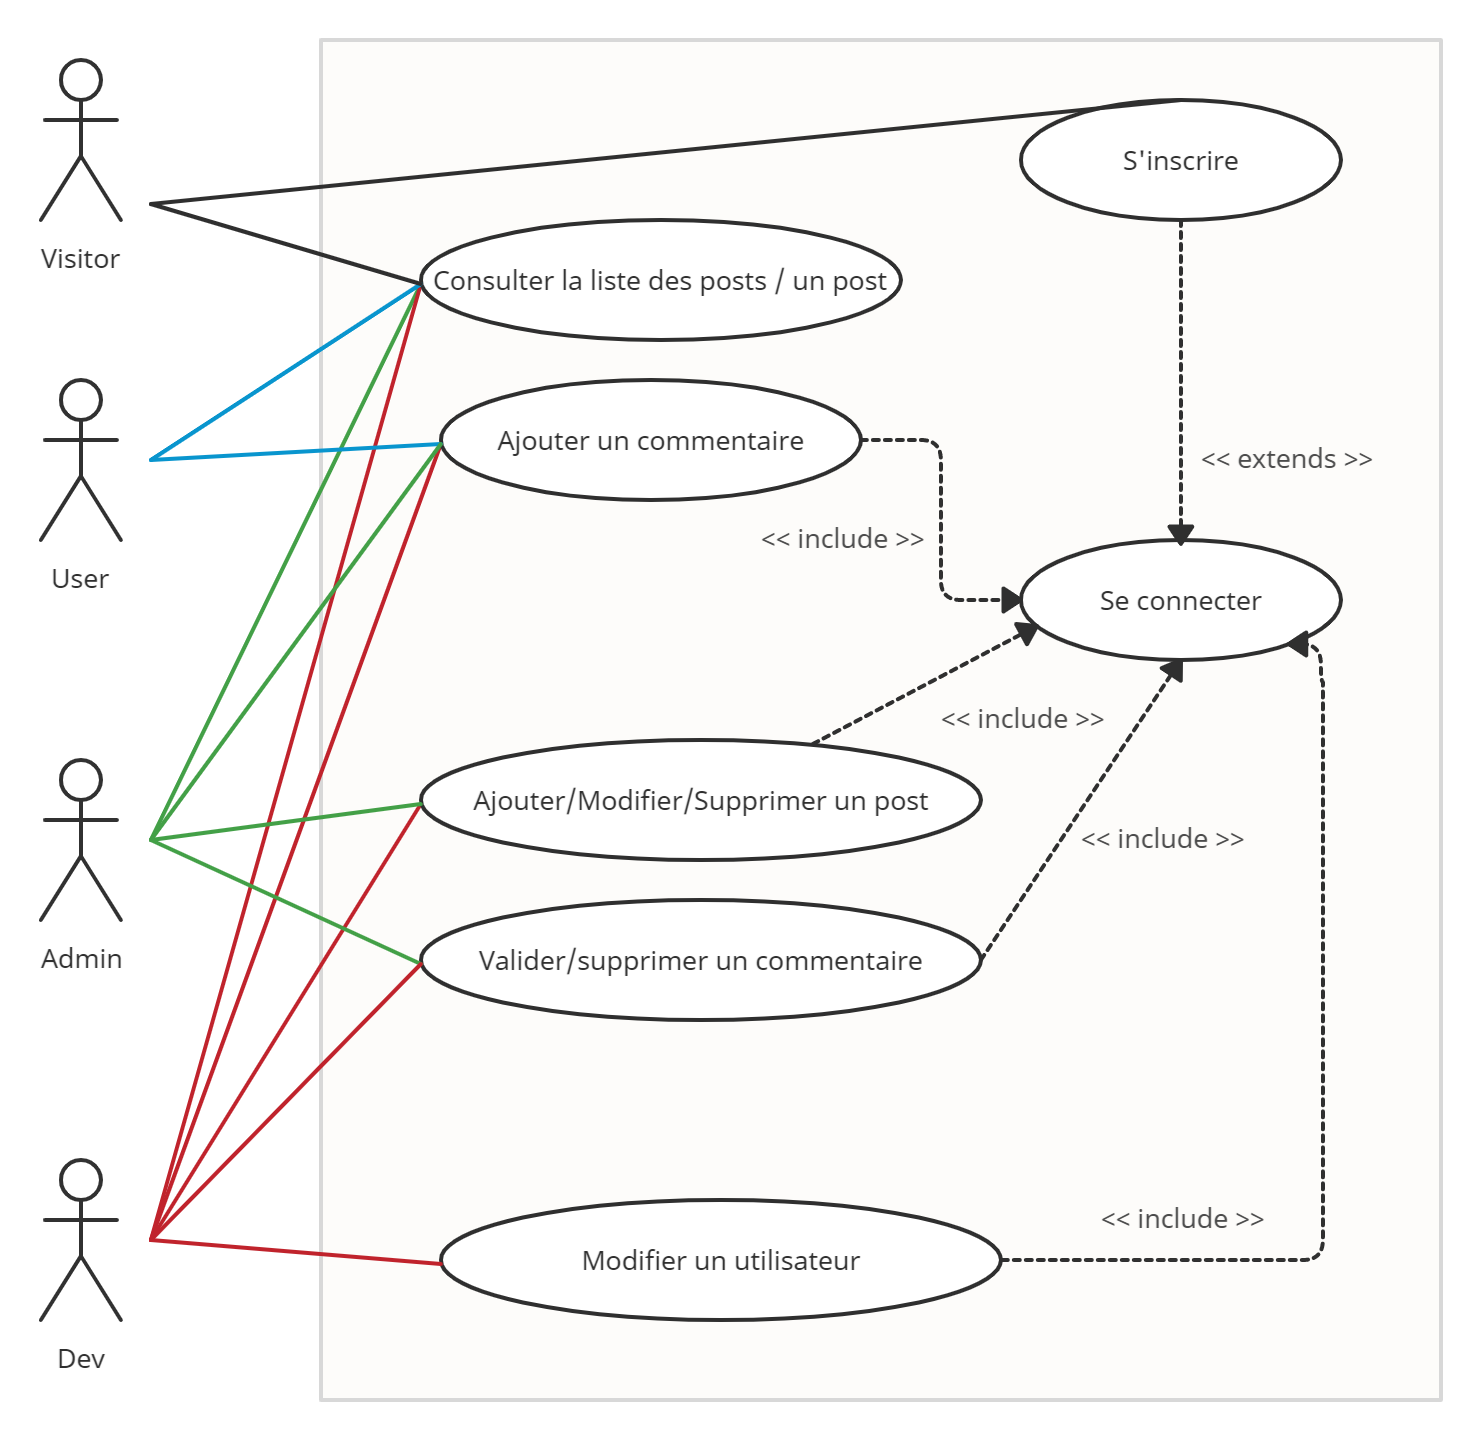 S'inscrire
Visitor
Consulter la liste des posts / un post
Ajouter un commentaire
<< extends >>
<< include >>
User
Se connecter
<< include >>
Ajouter/Modifier/Supprimer un post
<< include >>
Admin
Valider/supprimer un commentaire
<< include >>
Modifier un utilisateur
Dev